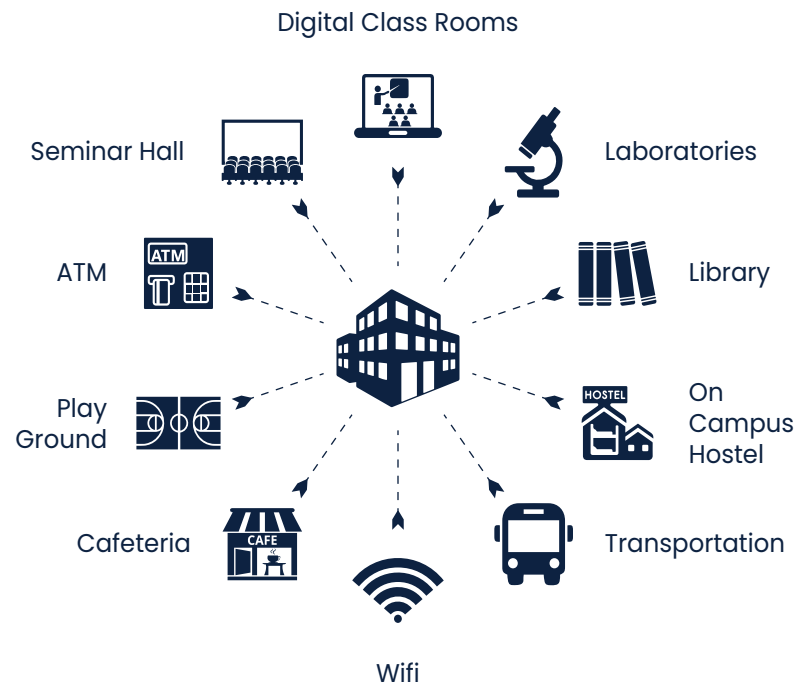 Digital Class Rooms
Seminar Hall
Laboratories
ATM
ATM
Library
Play
Ground
HOSTEL
On
Campus
Hostel
Cafeteria
CAFE
Transportation
Wifi